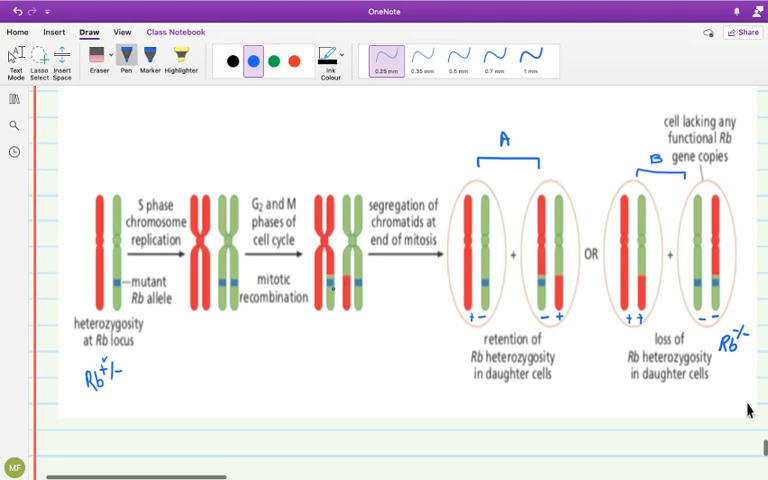 OneNote
Home
Insert
Draw
View
Class Notebook
Share
Text
Mode
Lasso
Select
Insert
Space
Eraser
Pen
Marker
Highlighter
Ink
Colour
0.25 mm
0.35 mm
0.5 mm
0.7 mm
1 mm
cell lacking any
functional Rb
gene copies
A
B
S phase
chromosome
replication
G2 and M
phases of
cell cycle
mitotic
recombination
segregation of
chromatids at
end of mitosis
mutant
Rb allele
+
OR
+
+ -
- +
+ +
- -
heterozygosity
at Rb locus
Rb+/-
retention of
Rb heterozygosity
in daughter cells
loss of
Rb heterozygosity
in daughter cells
Rb-/-
MF